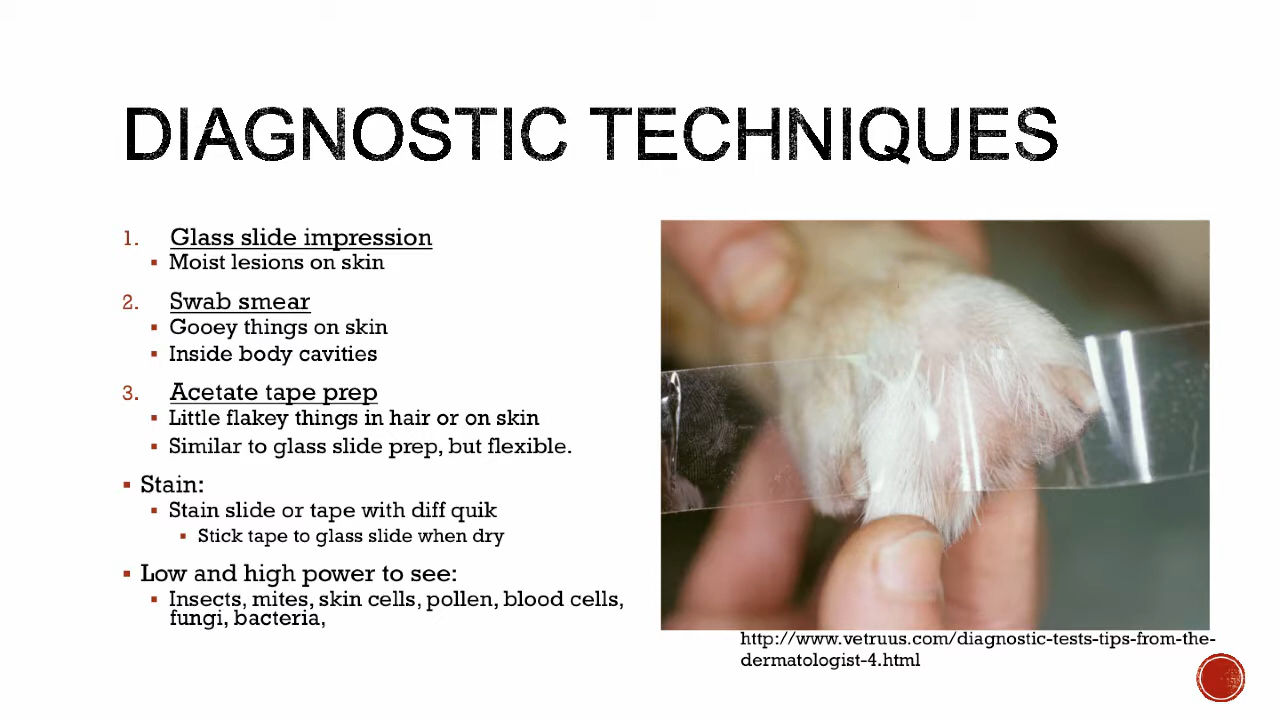 DIAGNOSTIC TECHNIQUES
1. Glass slide impression
▪ Moist lesions on skin
2. Swab smear
▪ Gooey things on skin
▪ Inside body cavities
3. Acetate tape prep
▪ Little flakey things in hair or on skin
▪ Similar to glass slide prep, but flexible.
▪ Stain:
▪ Stain slide or tape with diff quik
▪ Stick tape to glass slide when dry
▪ Low and high power to see:
▪ Insects, mites, skin cells, pollen, blood cells,
fungi, bacteria,
http://www.vetruus.com/diagnostic-tests-tips-from-the-
dermatologist-4.html